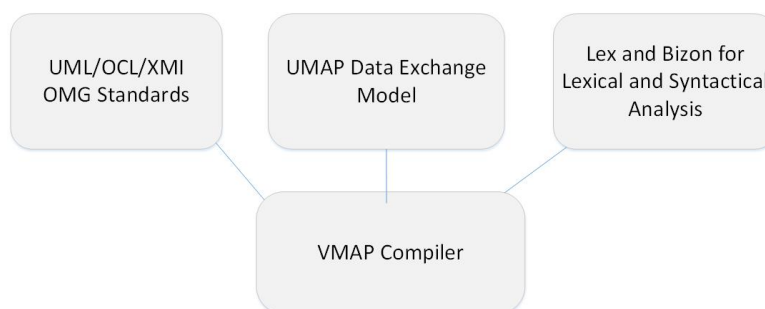 UML/OCL/XMI
OMG Standards
UMAP Data Exchange
Model
Lex and Bizon for
Lexical and Syntactical
Analysis
VMAP Compiler